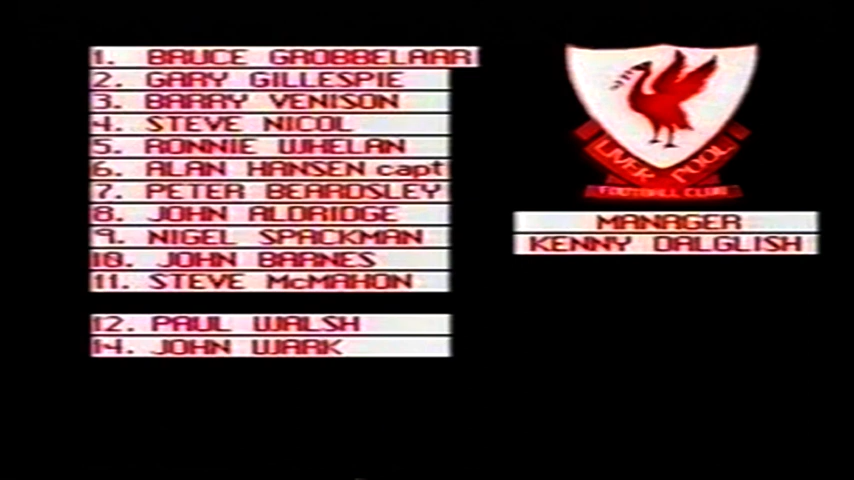 1. BRUCE GROBBELAAR
2. GARY GILLESPIE
3. BARRY VENISON
4. STEVE NICOL
5. RONNIE WHELAN
6. ALAN HANSEN capt
7. PETER BEARDSLEY
8. JOHN ALDRIDGE
9. NIGEL SPACKMAN
10. JOHN BARNES
11. STEVE McMAHON
12. PAUL WALSH
14. JOHN WARK
LIVERPOOL
FOOTBALL CLUB
MANAGER
KENNY DALGLISH